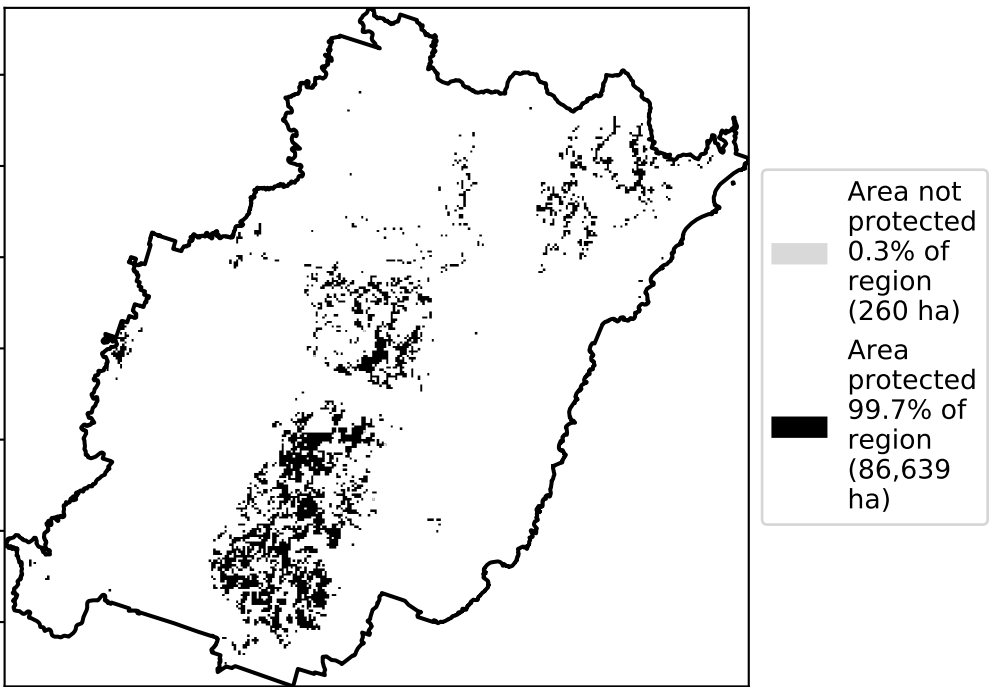 Area not
protected
0.3% of
region
(260 ha)
Area
protected
99.7% of
region
(86,639
ha)